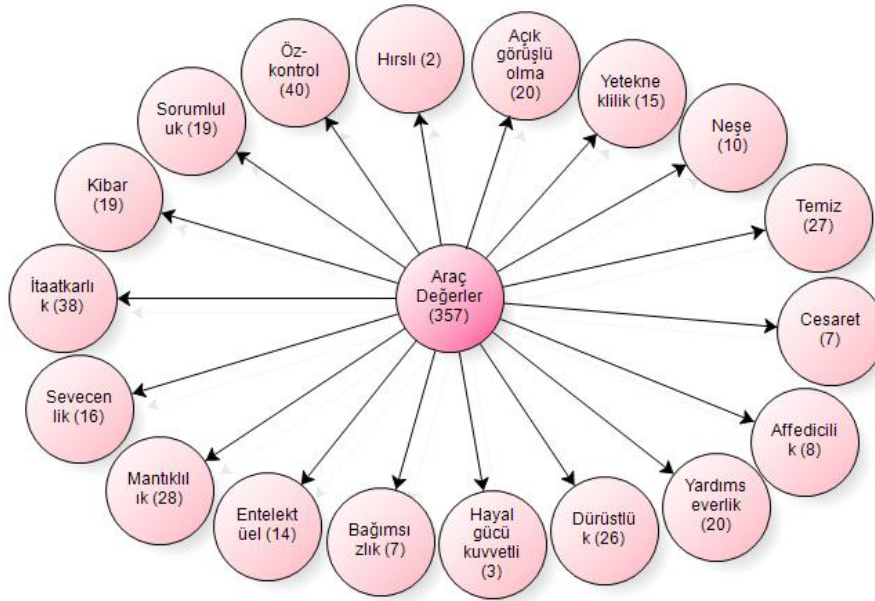 Hırslı (2)
Açık
görüşlü
olma
(20)
Yetekne
klilik (15)
Neşe
(10)
Temiz
(27)
Cesaret
(7)
Affedicili
k (8)
Yardıms
everlik
(20)
Dürüstlü
k (26)
Hayal
gücü
kuvvetli
(3)
Bağımsı
zlık (7)
Entelekt
üel (14)
Mantıklıl
ık (28)
Sevecen
lik (16)
İtaatkarlı
k (38)
Kibar
(19)
Sorumlul
uk (19)
Öz-
kontrol
(40)
Araç
Değerler
(357)